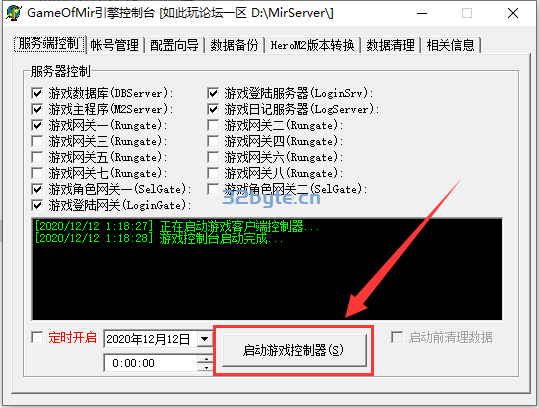 GameOfMir引擎控制台 [如此玩论坛一区 D:\MirServer\]
服务端控制 帐号管理 配置向导 数据备份 HeroM2版本转换 数据清理 相关信息
服务器控制
游戏数据库(DBServer): 游戏登陆服务器(LoginSrv):
游戏主程序(M2Server): 游戏日记服务器(LogServer):
游戏网关一(Rungate): 游戏网关二(Rungate):
游戏网关三(Rungate): 游戏网关四(Rungate):
游戏网关五(Rungate): 游戏网关六(Rungate):
游戏网关七(Rungate): 游戏网关八(Rungate):
游戏角色网关一(SelGate): 游戏角色网关二(SelGate):
游戏登陆网关(LoginGate):
32byte.cn
[2020/12/12 1:18:27] 正在启动游戏客户端控制器...
[2020/12/12 1:18:28] 游戏控制台启动完成...
定时开启 2020年12月12日 启动游戏控制器(S) 启动前清理数据
0:00:00